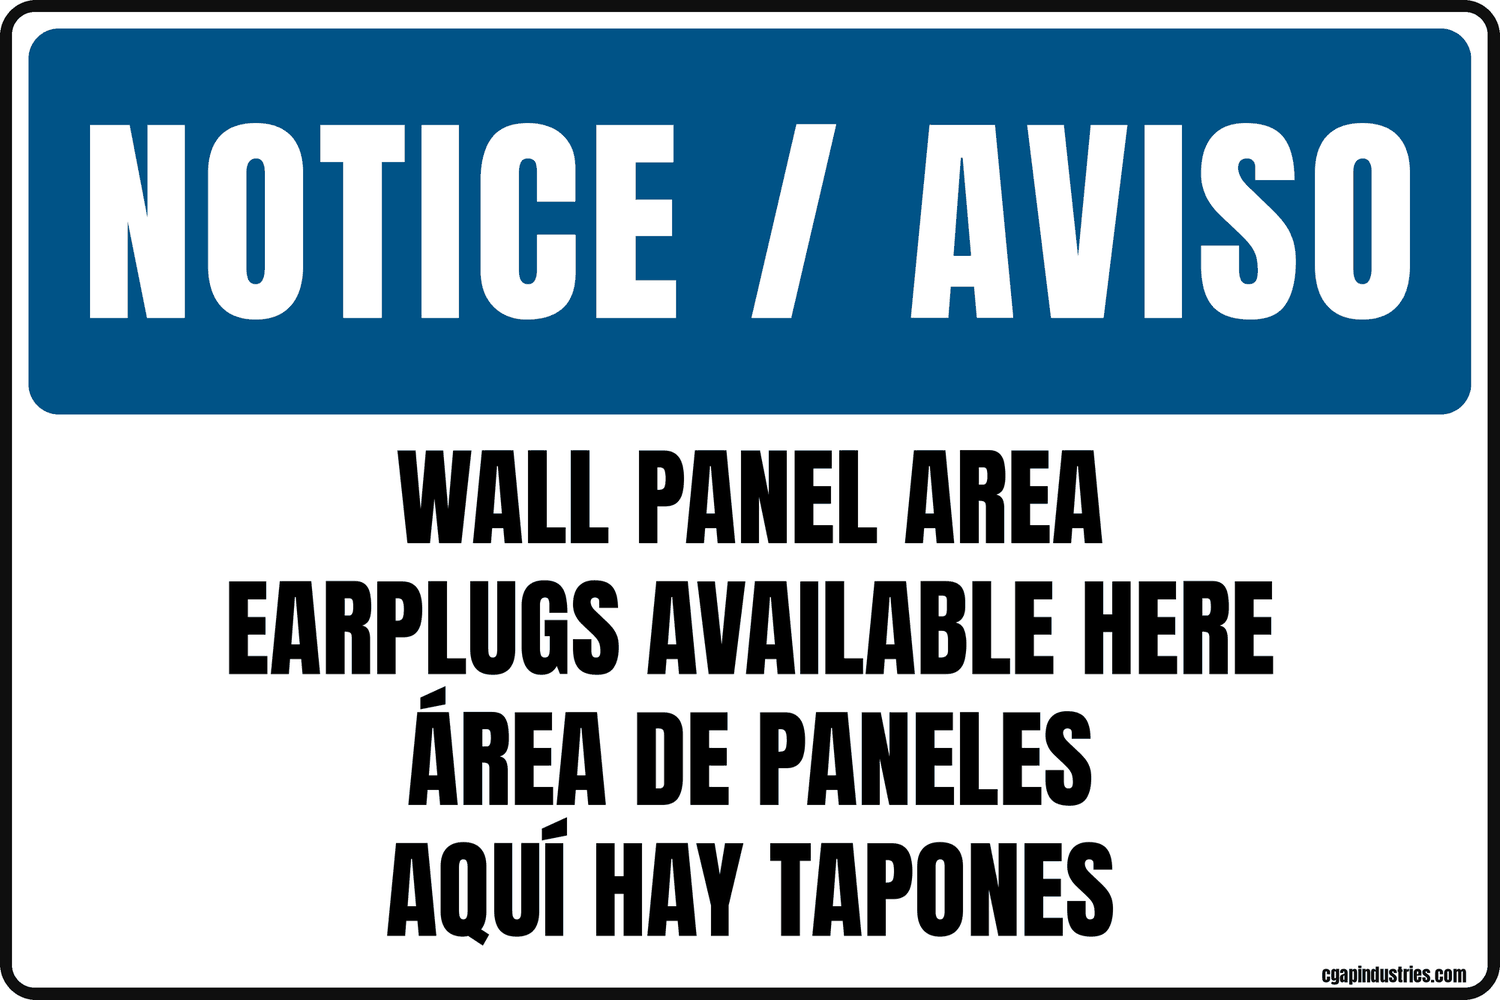 NOTICE / AVISO
WALL PANEL AREA
EARPLUGS AVAILABLE HERE
ÁREA DE PANELES
AQUÍ HAY TAPONES
cgapindustries.com